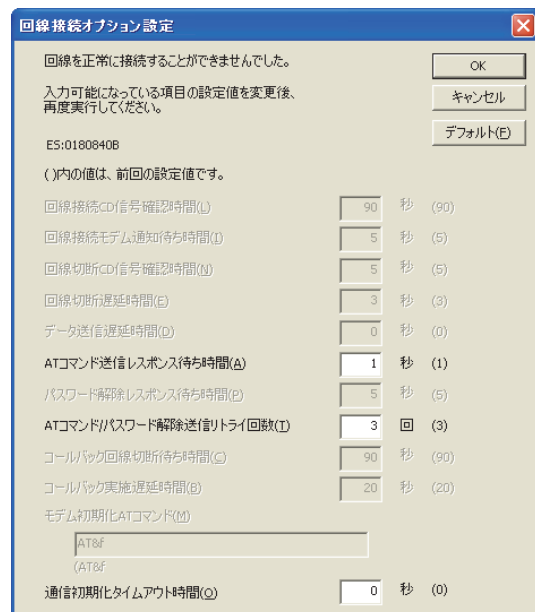 回線接続オプション設定
回線を正常に接続することができませんでした。
OK
入力可能になっている項目の設定値を変更後、
再度実行してください。
キャンセル
デフォルト(F)
ES:0180840B
( )内の値は、前回の設定値です。
回線接続CD信号確認時間(L) 90 秒 (90)
回線接続モデム通知待ち時間(I) 5 秒 (5)
回線切断CD信号確認時間(N) 5 秒 (5)
回線切断遅延時間(E) 3 秒 (3)
データ送信遅延時間(D) 0 秒 (0)
ATコマンド送信レスポンス待ち時間(A) 1 秒 (1)
パスワード解除レスポンス待ち時間(P) 5 秒 (5)
ATコマンド/パスワード解除送信リトライ回数(T) 3 回 (3)
コールバック回線切断待ち時間(C) 90 秒 (90)
コールバック実施遅延時間(B) 20 秒 (20)
モデム初期化ATコマンド(M)
AT&f
(AT&f
通信初期化タイムアウト時間(O) 0 秒 (0)